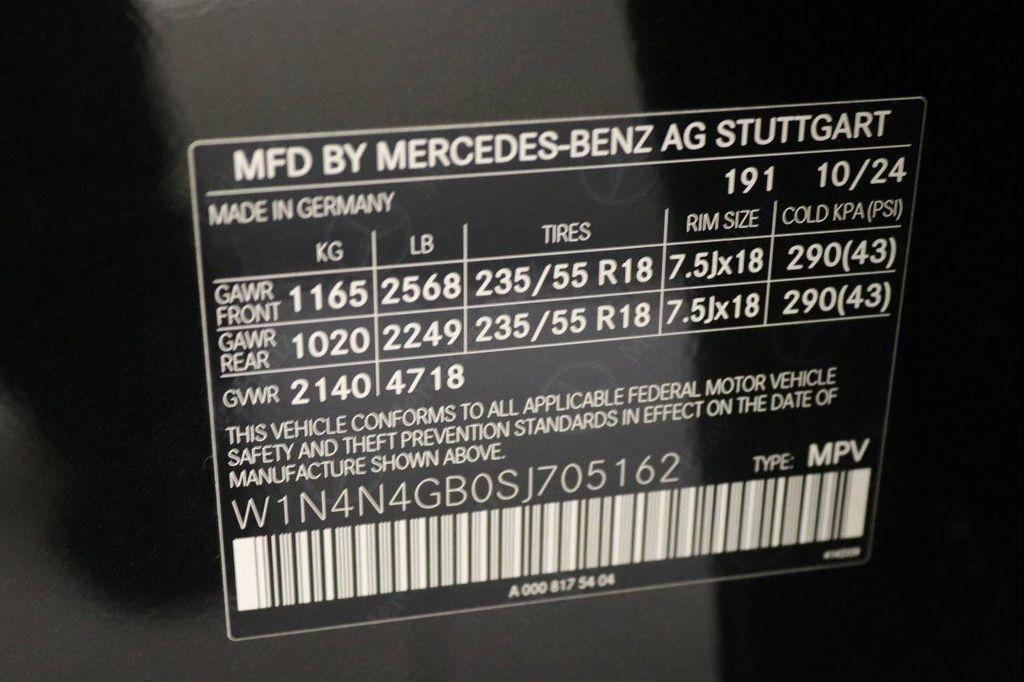 MFD BY MERCEDES-BENZ AG STUTTGART
191 10/24
MADE IN GERMANY
KG LB TIRES RIM SIZE COLD KPA (PSI)
GAWR FRONT 1165 2568 235/55 R18 7.5Jx18 290(43)
GAWR REAR 1020 2249 235/55 R18 7.5Jx18 290(43)
GVWR 2140 4718
THIS VEHICLE CONFORMS TO ALL APPLICABLE FEDERAL MOTOR VEHICLE
SAFETY AND THEFT PREVENTION STANDARDS IN EFFECT ON THE DATE OF
MANUFACTURE SHOWN ABOVE.
W1N4N4GB0SJ705162 TYPE: MPV
A 000 817 54 04